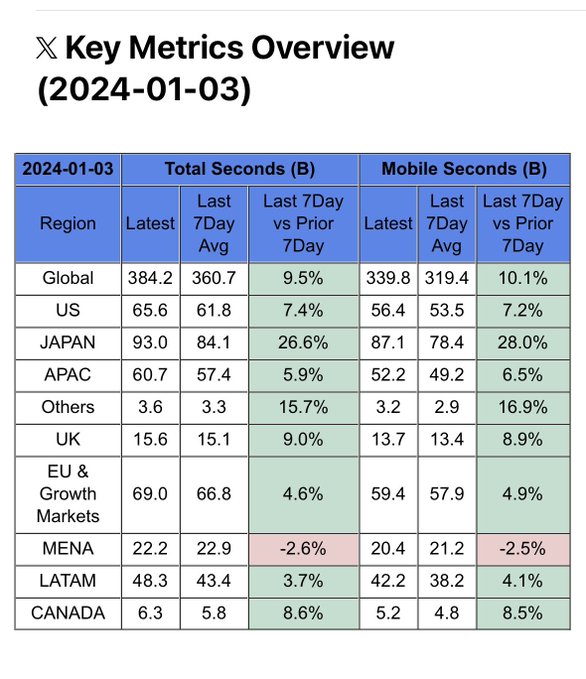 𝕏 Key Metrics Overview
(2024-01-03)
2024-01-03 Total Seconds (B) Mobile Seconds (B)
Region Latest Last 7Day Avg Last 7Day vs Prior 7Day Latest Last 7Day Avg Last 7Day vs Prior 7Day
Global 384.2 360.7 9.5% 339.8 319.4 10.1%
US 65.6 61.8 7.4% 56.4 53.5 7.2%
JAPAN 93.0 84.1 26.6% 87.1 78.4 28.0%
APAC 60.7 57.4 5.9% 52.2 49.2 6.5%
Others 3.6 3.3 15.7% 3.2 2.9 16.9%
UK 15.6 15.1 9.0% 13.7 13.4 8.9%
EU & Growth Markets 69.0 66.8 4.6% 59.4 57.9 4.9%
MENA 22.2 22.9 -2.6% 20.4 21.2 -2.5%
LATAM 48.3 43.4 3.7% 42.2 38.2 4.1%
CANADA 6.3 5.8 8.6% 5.2 4.8 8.5%